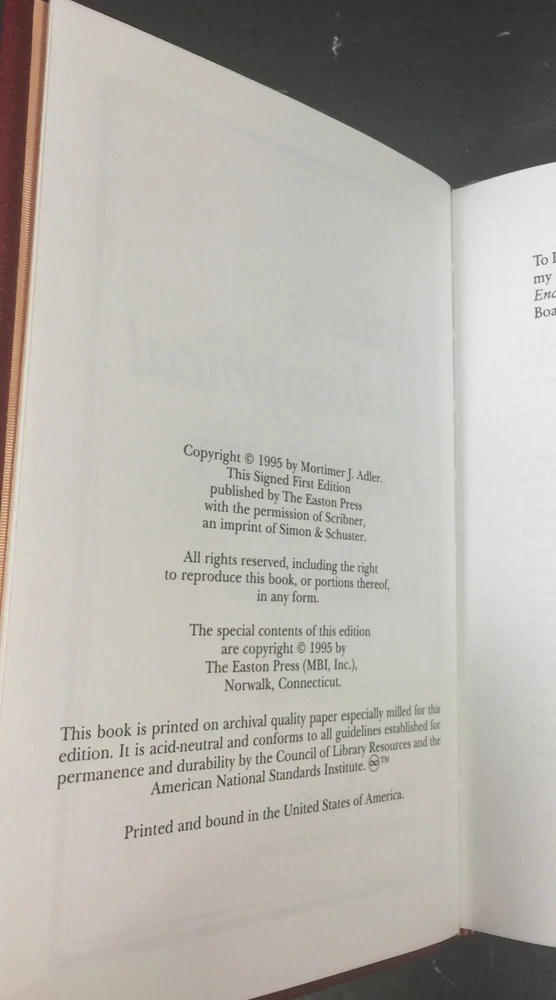 Copyright © 1995 by Mortimer J. Adler.
This Signed First Edition
published by The Easton Press
with the permission of Scribner,
an imprint of Simon & Schuster.
All rights reserved, including the right
to reproduce this book, or portions thereof,
in any form.
The special contents of this edition
are copyright © 1995 by
The Easton Press (MBI, Inc.),
Norwalk, Connecticut.
This book is printed on archival quality paper especially milled for this
edition. It is acid-neutral and conforms to all guidelines established for
permanence and durability by the Council of Library Resources and the
American National Standards Institute. ♾™
Printed and bound in the United States of America.
To
my